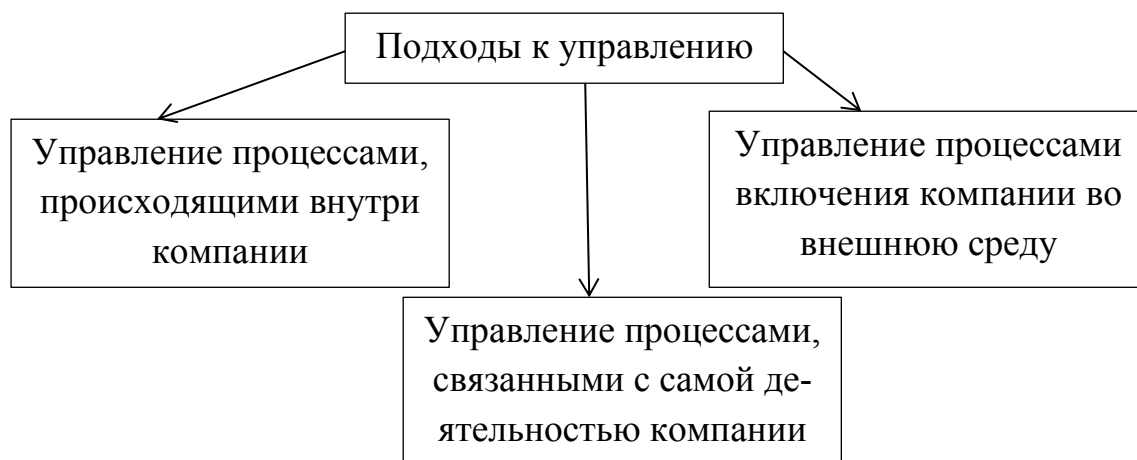 Подходы к управлению
Управление процессами,
происходящими внутри
компании
Управление процессами
включения компании во
внешнюю среду
Управление процессами,
связанными с самой де-
ятельностью компании